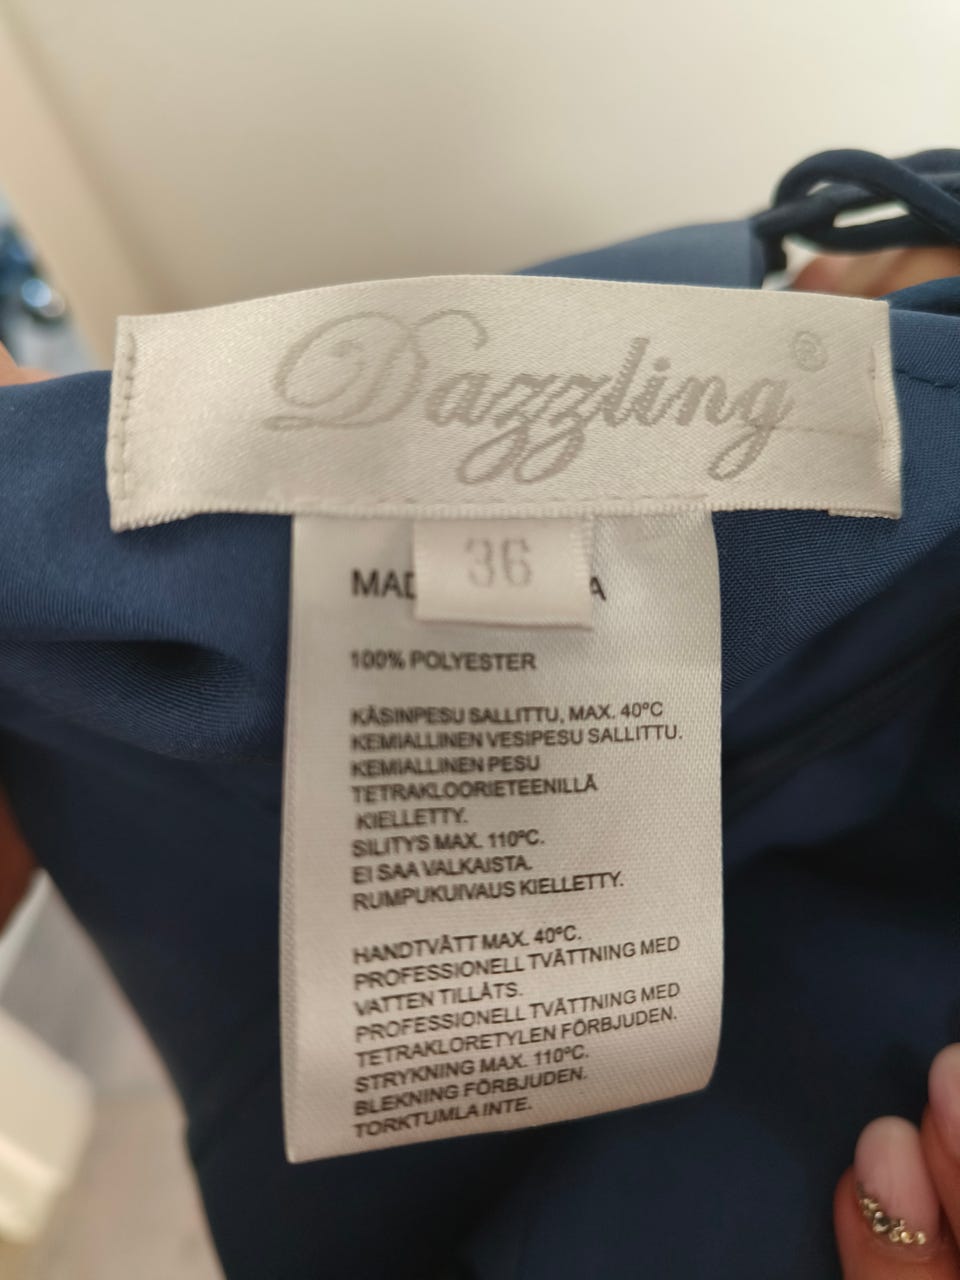 Dazzling®
36
MAD A
100% POLYESTER
KÄSINPESU SALLITTU, MAX. 40°C
KEMIALLINEN VESIPESU SALLITTU.
KEMIALLINEN PESU
TETRAKLOORIETEENILLÄ
KIELLETTY.
SILITYS MAX. 110°C.
EI SAA VALKAISTA.
RUMPUKUIVAUS KIELLETTY.
HANDTVÄTT MAX. 40°C.
PROFESSIONELL TVÄTTNING MED
VATTEN TILLÅTS.
PROFESSIONELL TVÄTTNING MED
TETRAKLORETYLEN FÖRBJUDEN.
STRYKNING MAX. 110°C.
BLEKNING FÖRBJUDEN.
TORKTUMLA INTE.